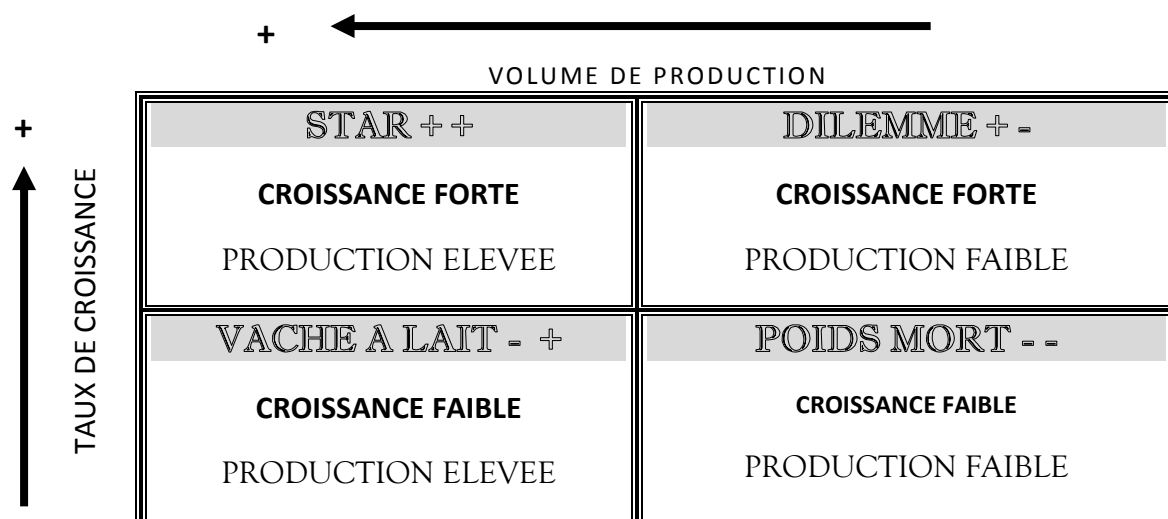 +
VOLUME DE PRODUCTION
+
TAUX DE CROISSANCE
STAR + +
CROISSANCE FORTE
PRODUCTION ELEVEE
DILEMME + -
CROISSANCE FORTE
PRODUCTION FAIBLE
VACHE A LAIT - +
CROISSANCE FAIBLE
PRODUCTION ELEVEE
POIDS MORT - -
CROISSANCE FAIBLE
PRODUCTION FAIBLE